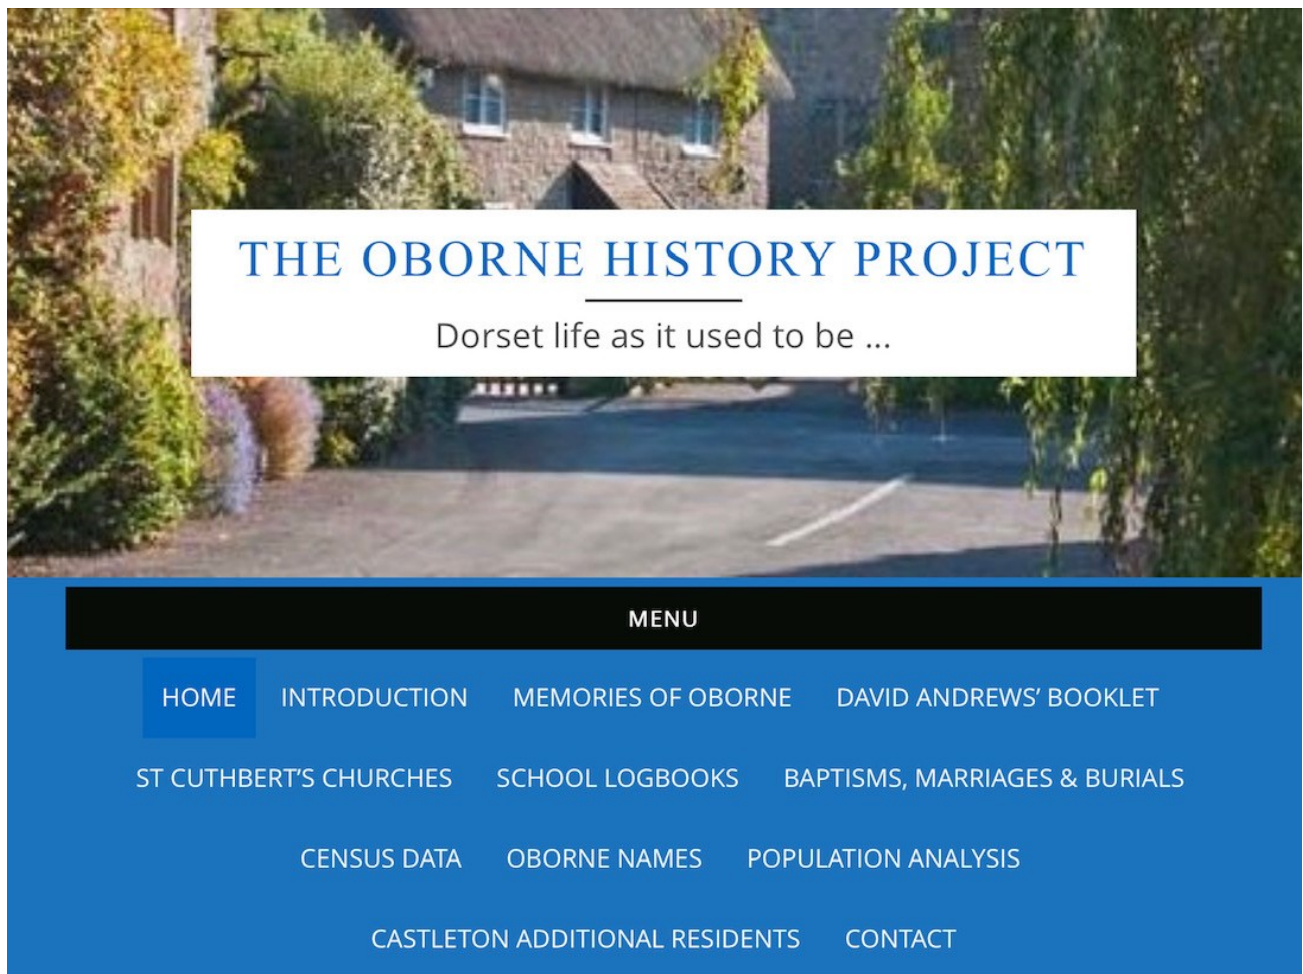 THE OBORNE HISTORY PROJECT
Dorset life as it used to be ...
MENU
HOME INTRODUCTION MEMORIES OF OBORNE DAVID ANDREWS’ BOOKLET
ST CUTHBERT’S CHURCHES SCHOOL LOGBOOKS BAPTISMS, MARRIAGES & BURIALS
CENSUS DATA OBORNE NAMES POPULATION ANALYSIS
CASTLETON ADDITIONAL RESIDENTS CONTACT